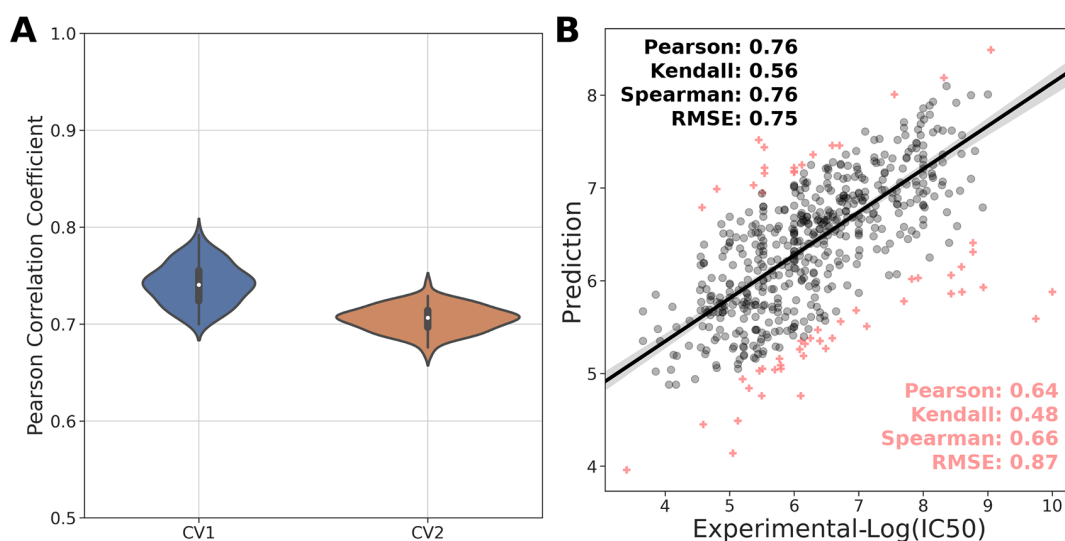 A
Pearson Correlation Coefficient
1.0
0.9
0.8
0.7
0.6
0.5
CV1
CV2
B
Pearson: 0.76
Kendall: 0.56
Spearman: 0.76
RMSE: 0.75
Prediction
8
7
6
5
4
Pearson: 0.64
Kendall: 0.48
Spearman: 0.66
RMSE: 0.87
4
5
6
7
8
9
10
Experimental-Log(IC50)